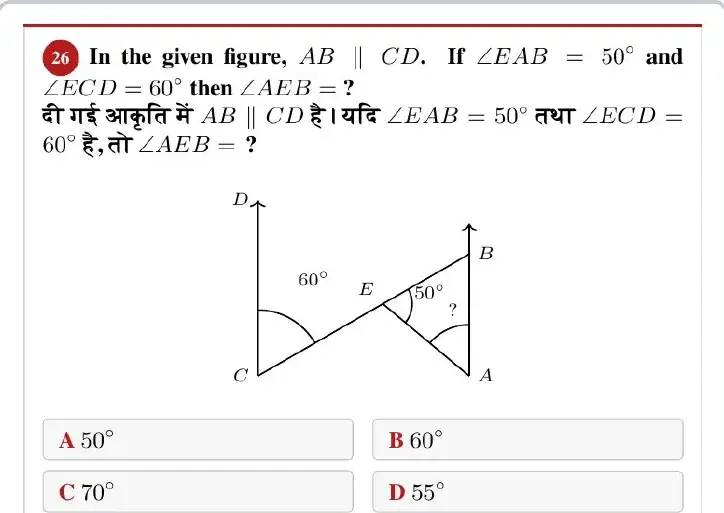 26 In the given figure, AB ∥ CD. If ∠EAB = 50° and
∠ECD = 60° then ∠AEB = ?
दी गई आकृति में AB ∥ CD है। यदि ∠EAB = 50° तथा ∠ECD =
60° है, तो ∠AEB = ?
D
B
60°
E
50°
?
C
A
A 50°
B 60°
C 70°
D 55°